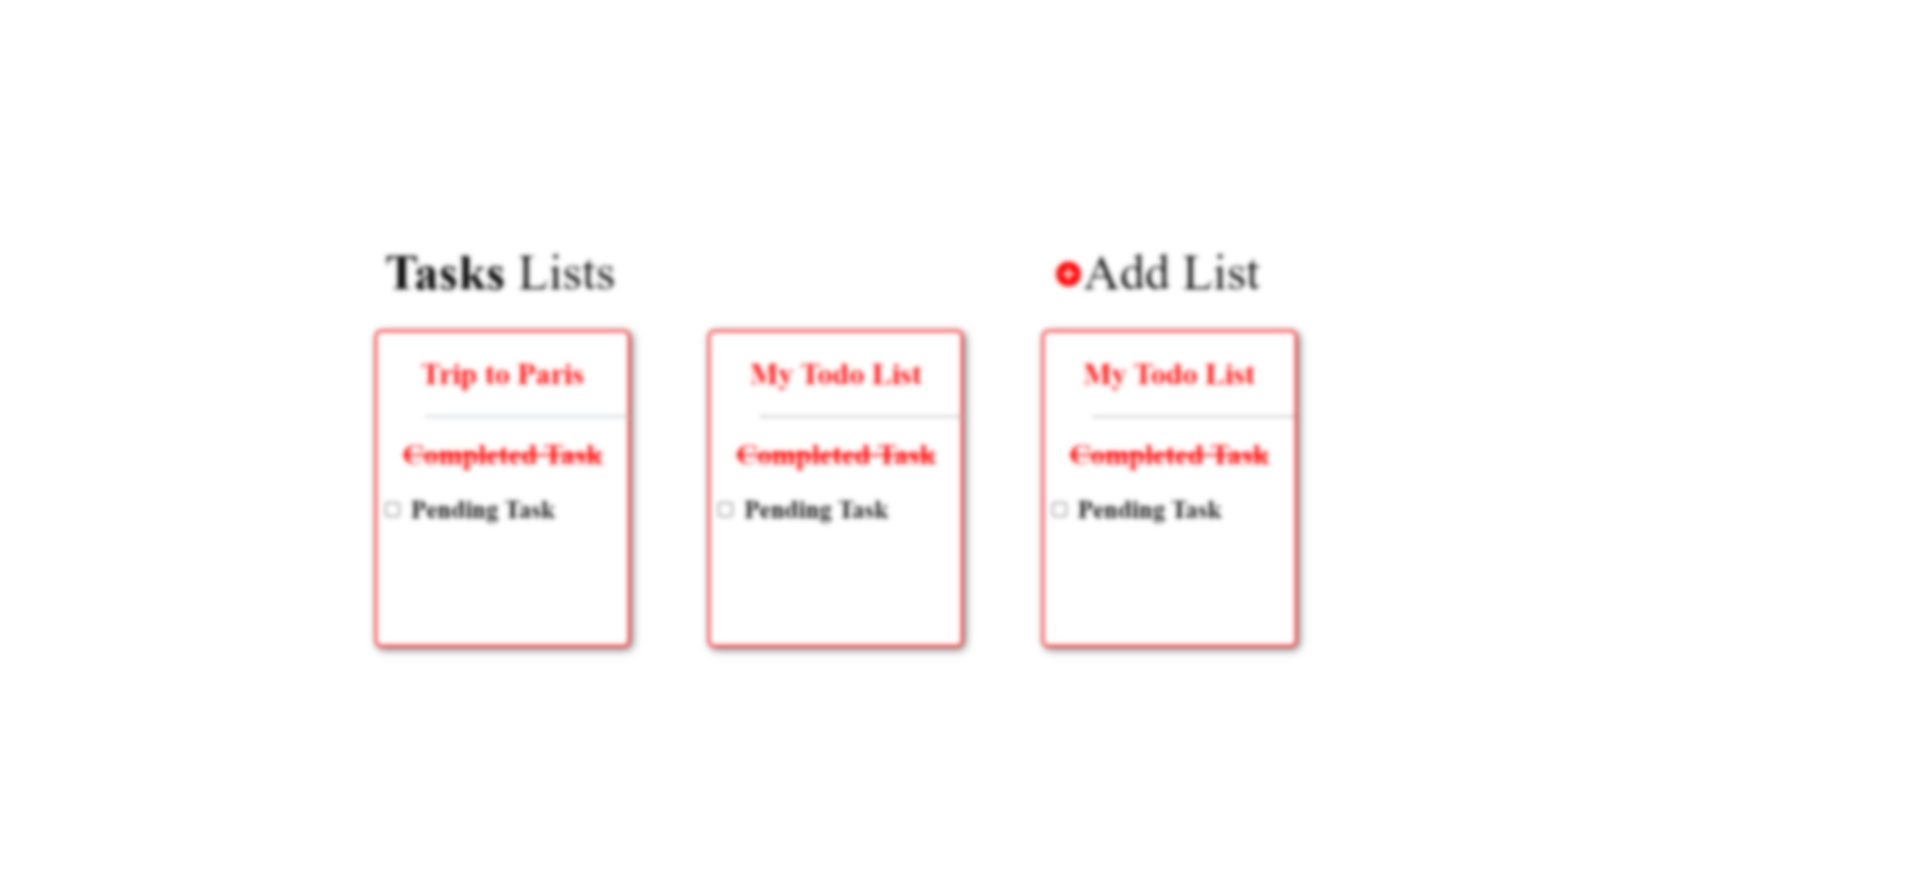 Tasks Lists
Add List
Trip to Paris
Completed Task
Pending Task
My Todo List
Completed Task
Pending Task
My Todo List
Completed Task
Pending Task